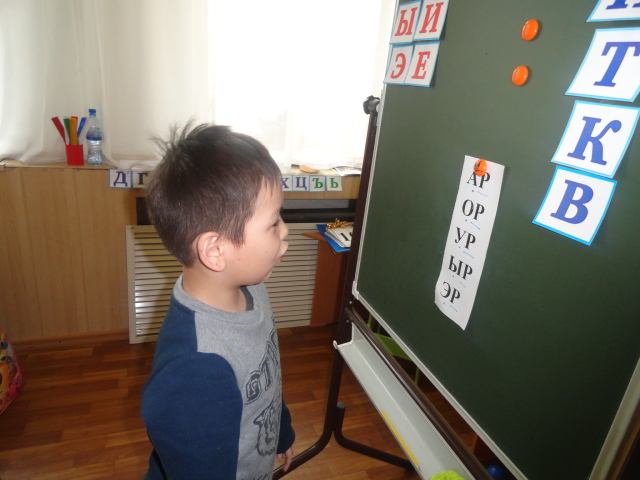 Ы И
Э Е
Т
К
В
АР
ОР
УР
ЫР
ЭР
Д
Х Ц Ъ Ь